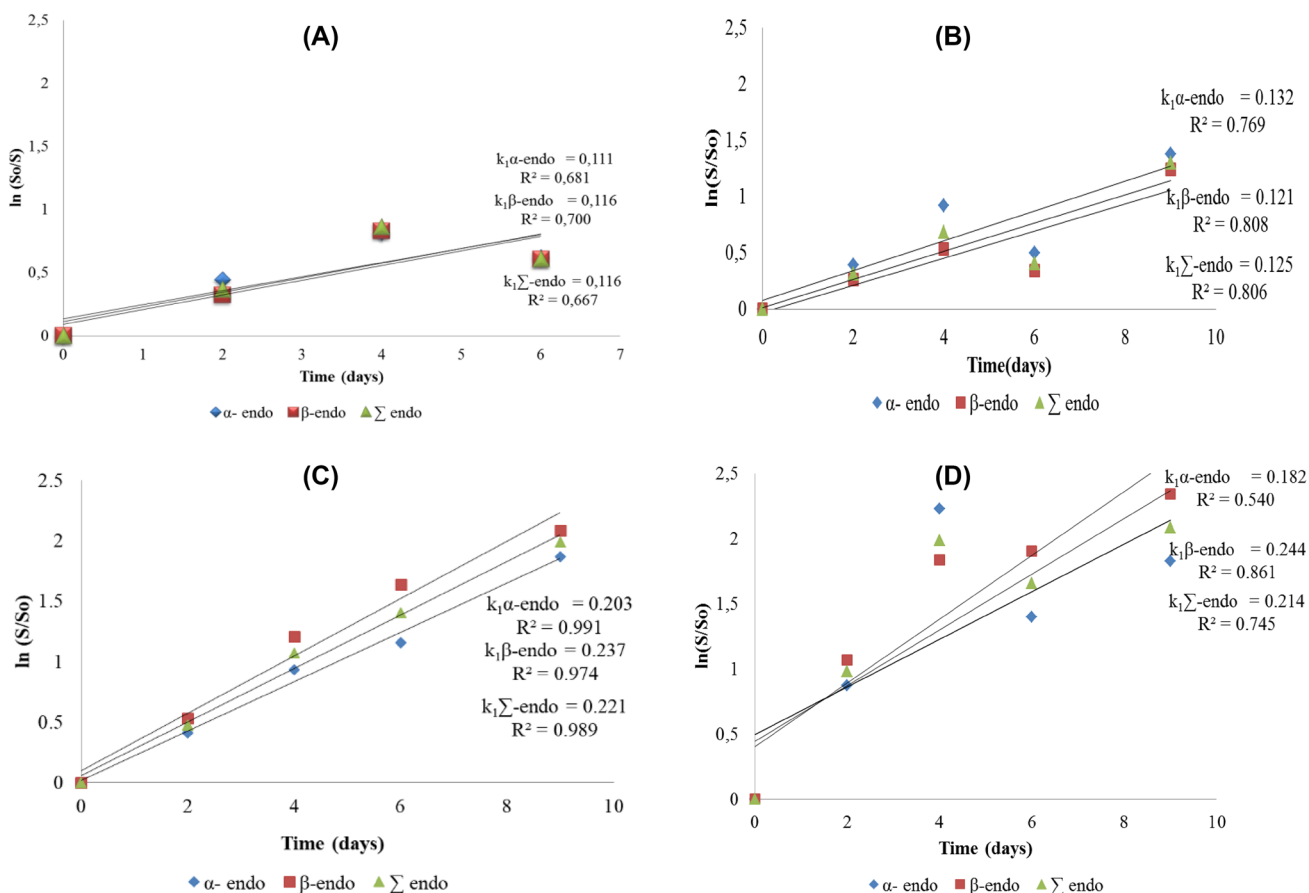 (A)
2,5
2
1,5
1
0,5
0
ln (So/S)
0
1
2
3
4
5
6
7
Time (days)
k₁α-endo = 0,111
R² = 0,681
k₁β-endo = 0,116
R² = 0,700
k₁∑-endo = 0,116
R² = 0,667
α- endo β-endo ∑ endo
(B)
2,5
2
1,5
1
0,5
0
ln(S/So)
0
2
4
6
8
10
Time(days)
k₁α-endo = 0.132
R² = 0.769
k₁β-endo = 0.121
R² = 0.808
k₁∑-endo = 0.125
R² = 0.806
α- endo β-endo ∑ endo
(C)
2.5
2
1.5
1
0.5
0
ln (S/So)
0
2
4
6
8
10
Time (days)
k₁α-endo = 0.203
R² = 0.991
k₁β-endo = 0.237
R² = 0.974
k₁∑-endo = 0.221
R² = 0.989
α- endo β-endo ∑ endo
(D)
2,5
2
1,5
1
0,5
0
ln(S/So)
0
2
4
6
8
10
Time (days)
k₁α-endo = 0.182
R² = 0.540
k₁β-endo = 0.244
R² = 0.861
k₁∑-endo = 0.214
R² = 0.745
α- endo β-endo ∑ endo